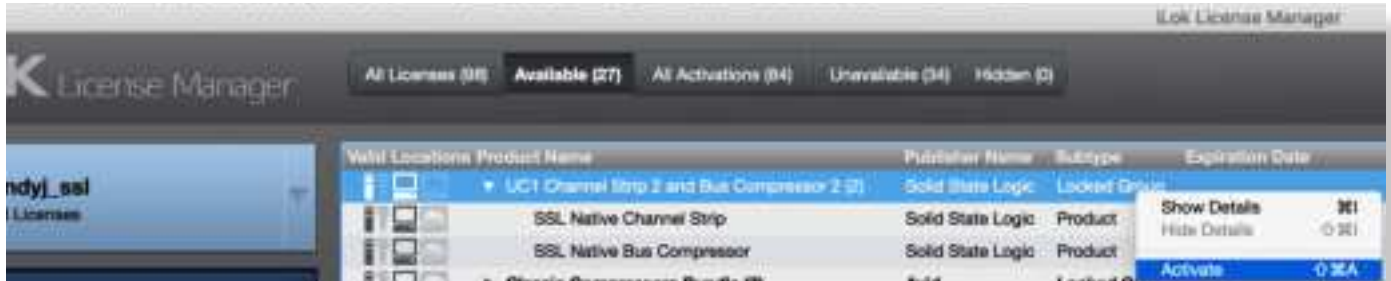 iLok License Manager
K License Manager
All Licenses (98) Available (27) All Activations (84) Unavailable (34) Hidden (0)
Valid Locations Product Name Publisher Name Subtype Expiration Date
ndyj_ssl
Licenses
UC1 Channel Strip 2 and Bus Compressor 2 (2) Solid State Logic Locked Group
SSL Native Channel Strip Solid State Logic Product
SSL Native Bus Compressor Solid State Logic Product
Show Details ⌘I
Hide Details ⇧⌘I
Activate ⇧⌘A